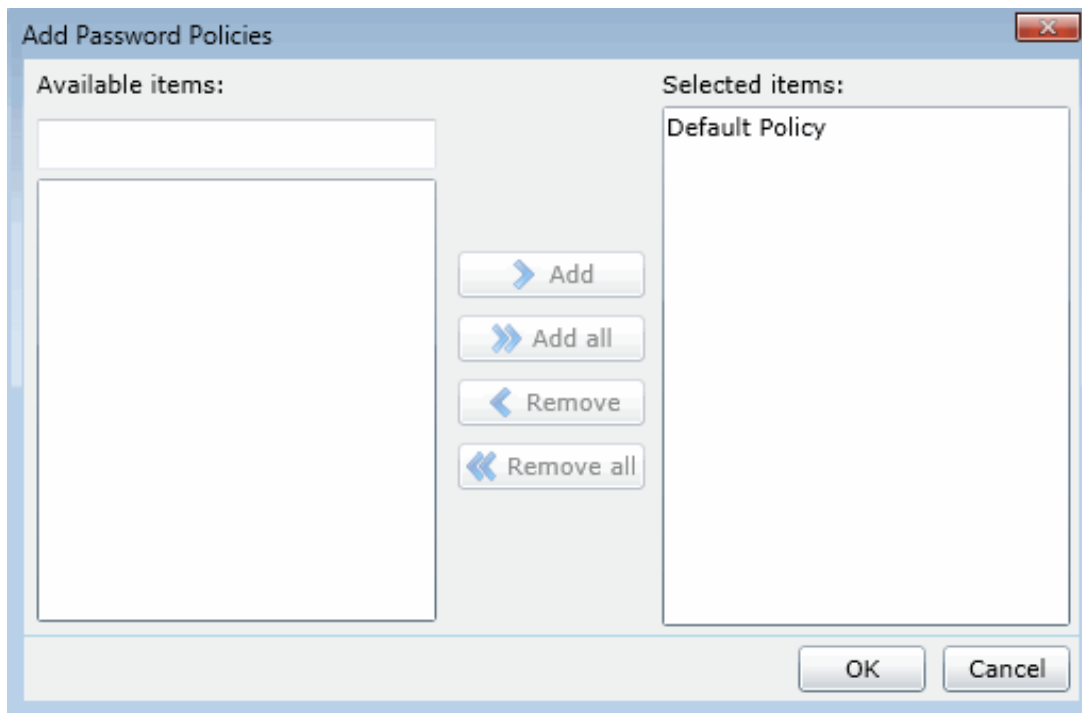 Add Password Policies
Available items:
Selected items:
Default Policy
Add
Add all
Remove
Remove all
OK
Cancel